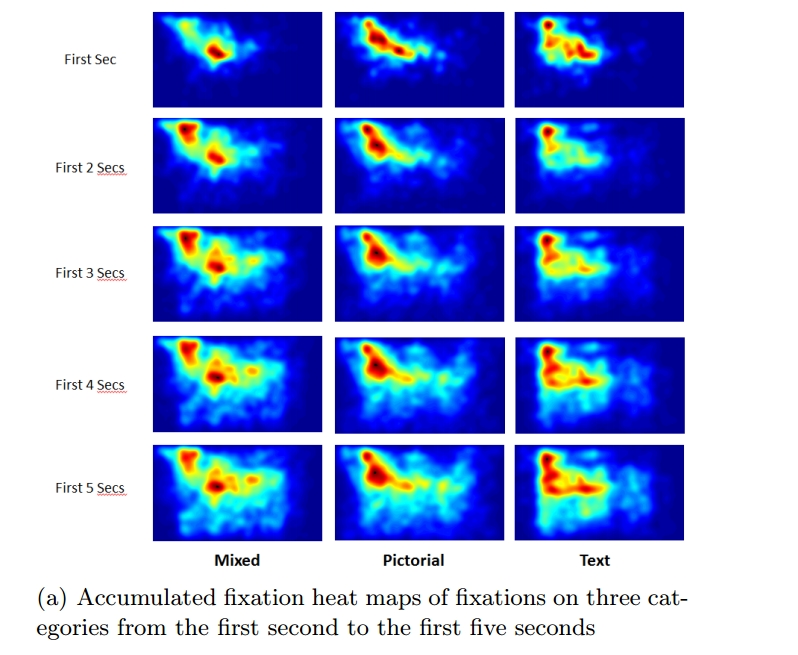 First Sec
First 2 Secs
First 3 Secs
First 4 Secs
First 5 Secs
Mixed Pictorial Text
(a) Accumulated fixation heat maps of fixations on three cat-
egories from the first second to the first five seconds